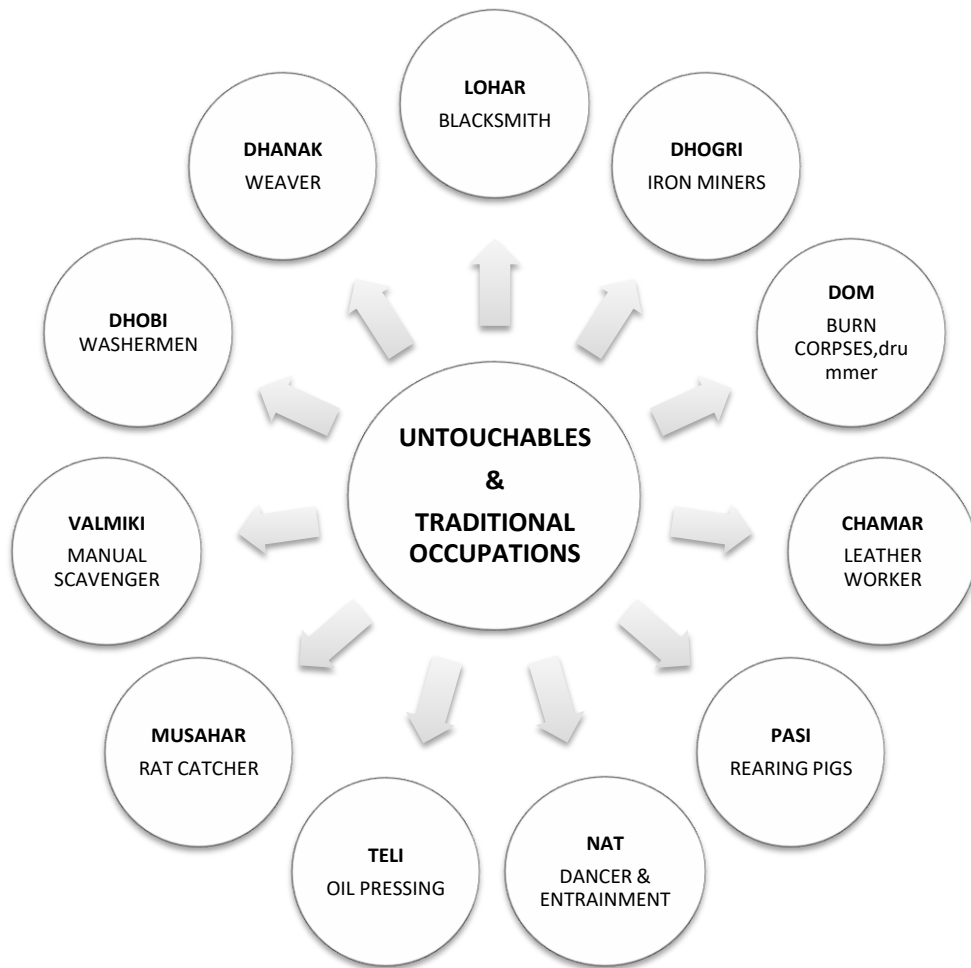 UNTOUCHABLES
&
TRADITIONAL
OCCUPATIONS
LOHAR
BLACKSMITH
DHOGRI
IRON MINERS
DOM
BURN
CORPSES,dru
mmer
CHAMAR
LEATHER
WORKER
PASI
REARING PIGS
NAT
DANCER &
ENTRAINMENT
TELI
OIL PRESSING
MUSAHAR
RAT CATCHER
VALMIKI
MANUAL
SCAVENGER
DHOBI
WASHERMEN
DHANAK
WEAVER